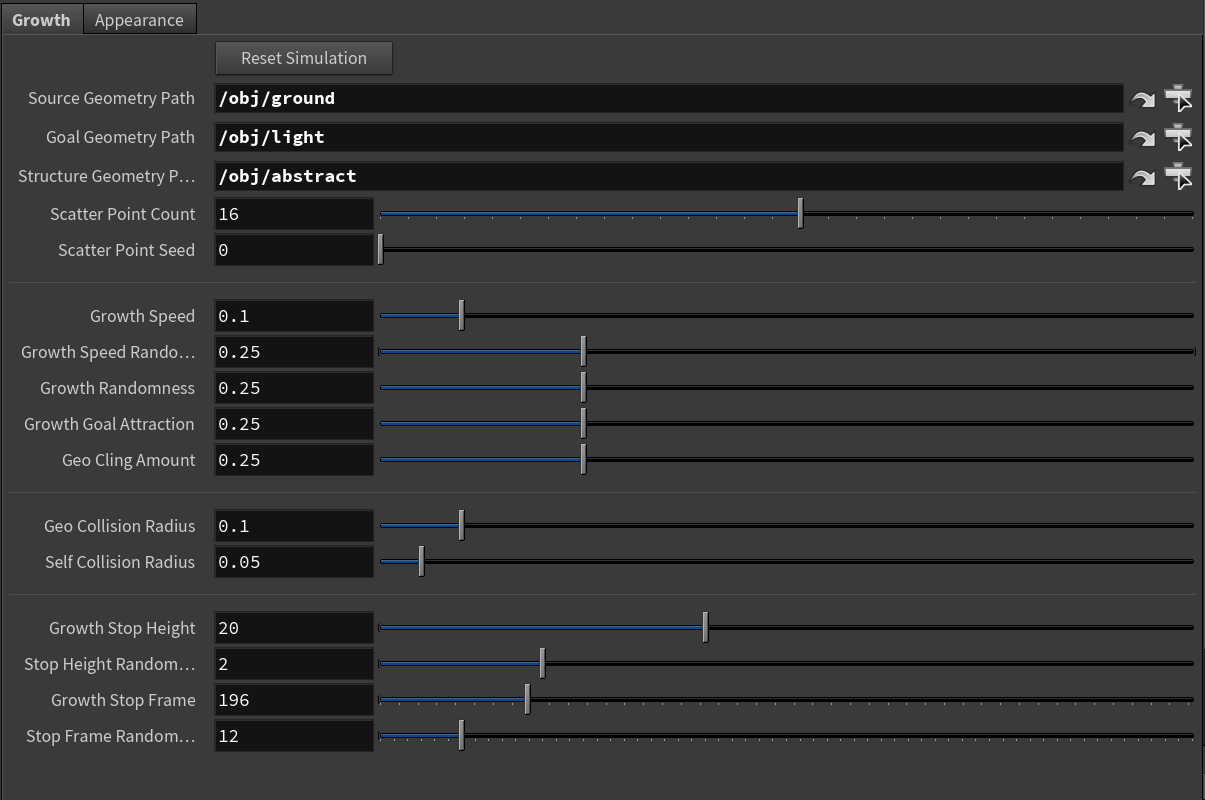 Growth Appearance
Reset Simulation
Source Geometry Path /obj/ground
Goal Geometry Path /obj/light
Structure Geometry P... /obj/abstract
Scatter Point Count 16
Scatter Point Seed 0
Growth Speed 0.1
Growth Speed Rando... 0.25
Growth Randomness 0.25
Growth Goal Attraction 0.25
Geo Cling Amount 0.25
Geo Collision Radius 0.1
Self Collision Radius 0.05
Growth Stop Height 20
Stop Height Random... 2
Growth Stop Frame 196
Stop Frame Random... 12